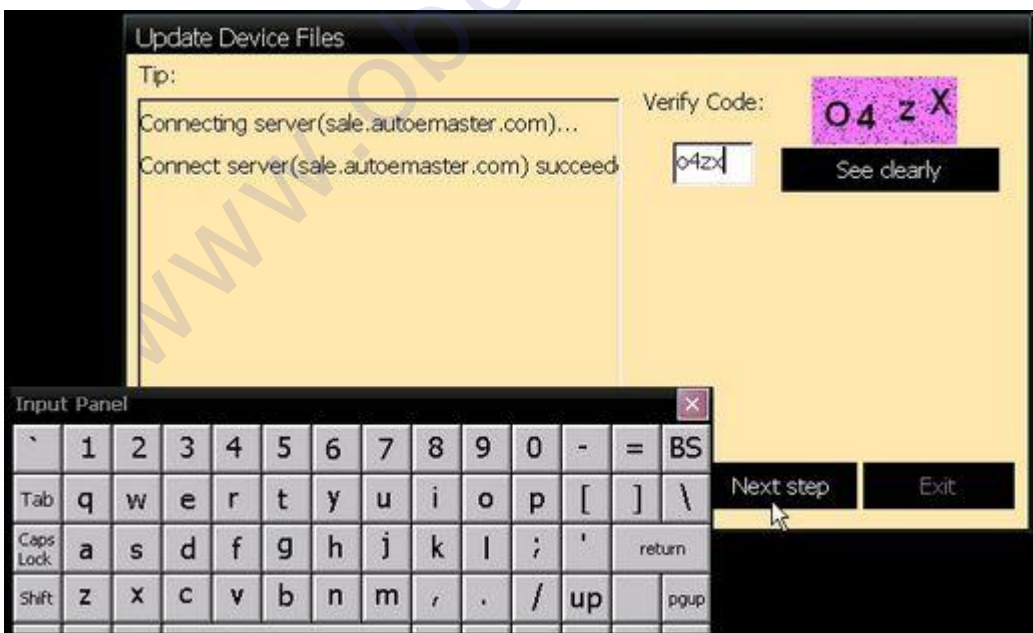 Update Device Files
Tip:
Connecting server(sale.autoemaster.com)...
Connect server(sale.autoemaster.com) succeed
Verify Code:
O4 z X
o4zx
See clearly
Next step
Exit
Input Panel
` 1 2 3 4 5 6 7 8 9 0 - = BS
Tab q w e r t y u i o p [ ] \
Caps Lock a s d f g h j k l ; ' return
Shift z x c v b n m , . / up pgup
www.ob